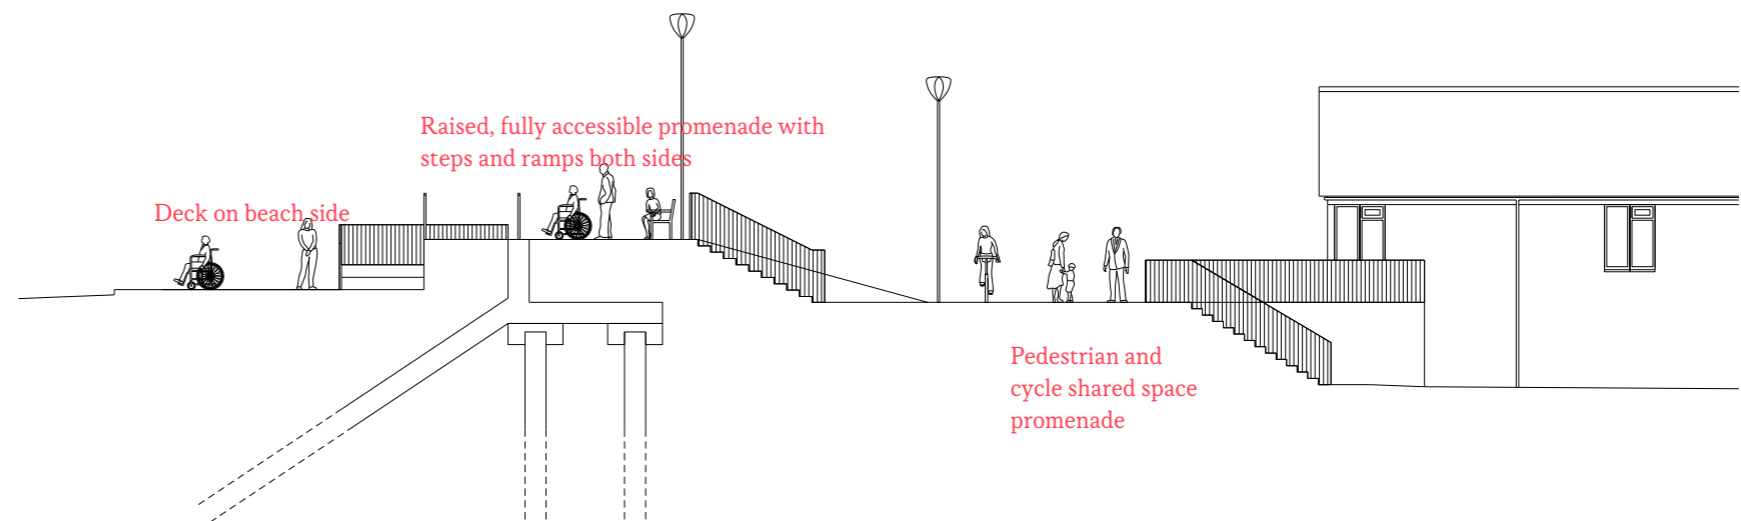 Raised, fully accessible promenade with
steps and ramps both sides
Deck on beach side
Pedestrian and
cycle shared space
promenade